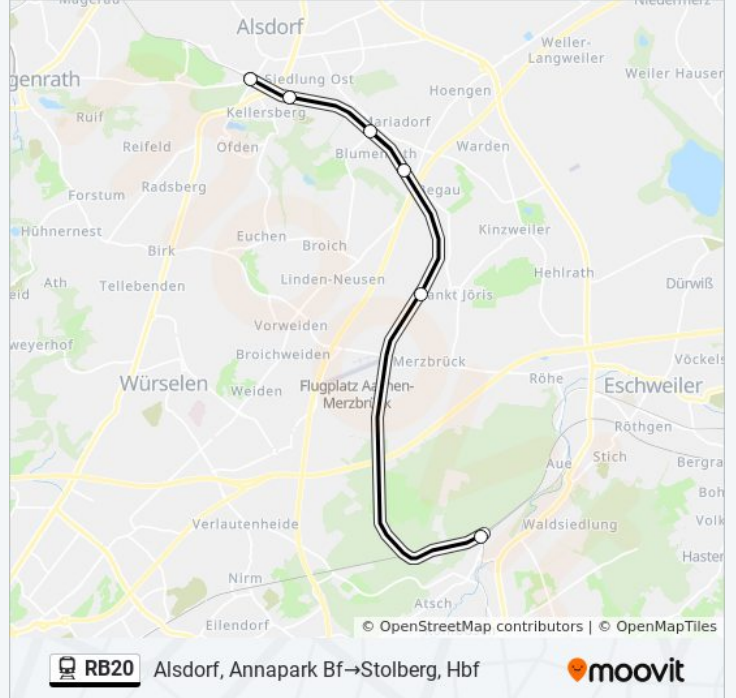 Alsdorf
Weiler-
Langweiler
genrath
Siedlung Ost
Weiler Hausen
Hoengen
Kellersberg
Ruif
Mariadorf
Reifeld
Ofden
Blumenrath
Warden
Radsberg
Begau
Forstum
Hühnernest
Euchen
Kinzweiler
Birk
Broich
Ath
Tellebenden
Linden-Neusen
Hehlrath
Dürwiß
eid
Sankt Jöris
Vorweiden
weyerhof
Broichweiden
Merzbrück
Vöckels
Würselen
Weiden
Flugplatz Aachen-
Merzbrück
Röhe
Eschweiler
Röthgen
Aue
Stich
Bergra
Boh
Verlautenheide
Waldsiedlung
Volk
Haster
Nirm
Atsch
Eilendorf
© OpenStreetMap contributors | © OpenMapTiles
RB20 Alsdorf, Annapark Bf→Stolberg, Hbf moovit